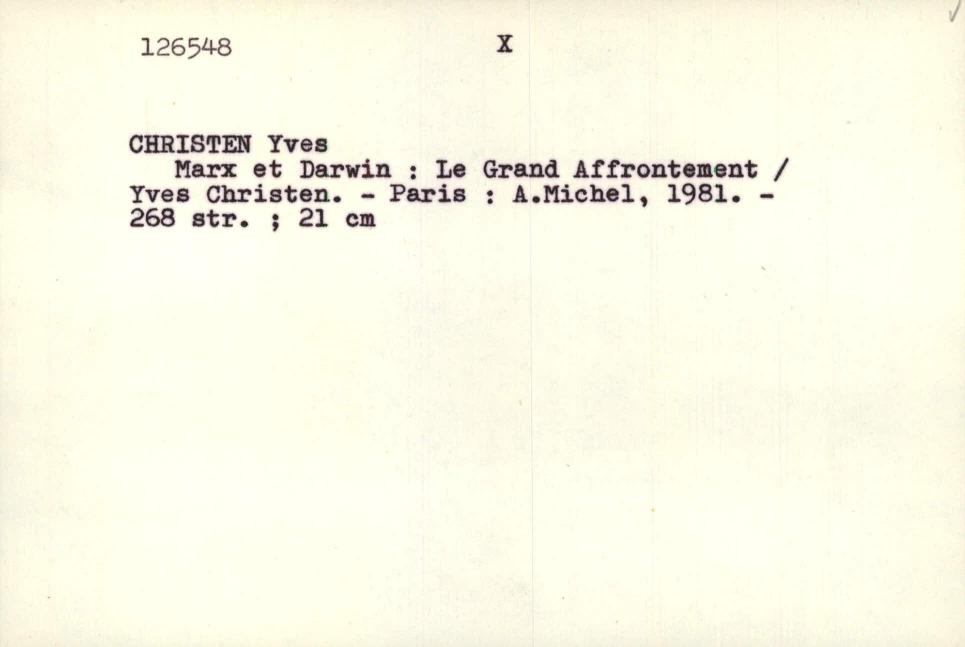 126548 X
CHRISTEN Yves
Marx et Darwin : Le Grand Affrontement /
Yves Christen. - Paris : A.Michel, 1981. -
268 str. ; 21 cm